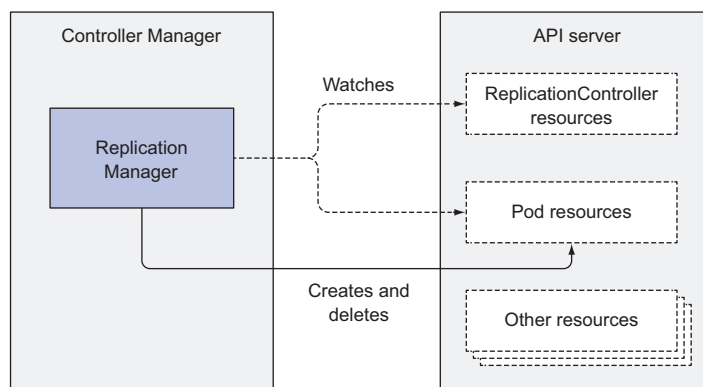 Controller Manager
API server
Watches
ReplicationController
resources
Replication
Manager
Pod resources
Creates and
deletes
Other resources